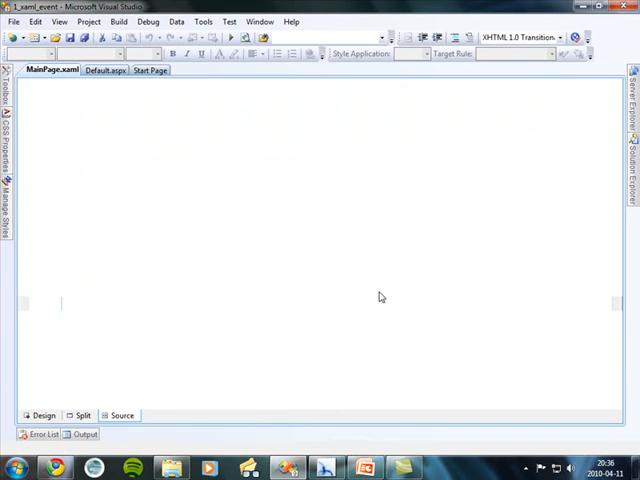 1_xaml_event - Microsoft Visual Studio
File Edit View Project Build Debug Data Tools Test Window Help
XHTML 1.0 Transition
B I U A Style Application: Target Rule:
MainPage.xaml Default.aspx Start Page
Toolbox
CSS Properties
Manage Styles
Server Explorer
Solution Explorer
Design Split Source
Error List Output
20:36
2010-04-11